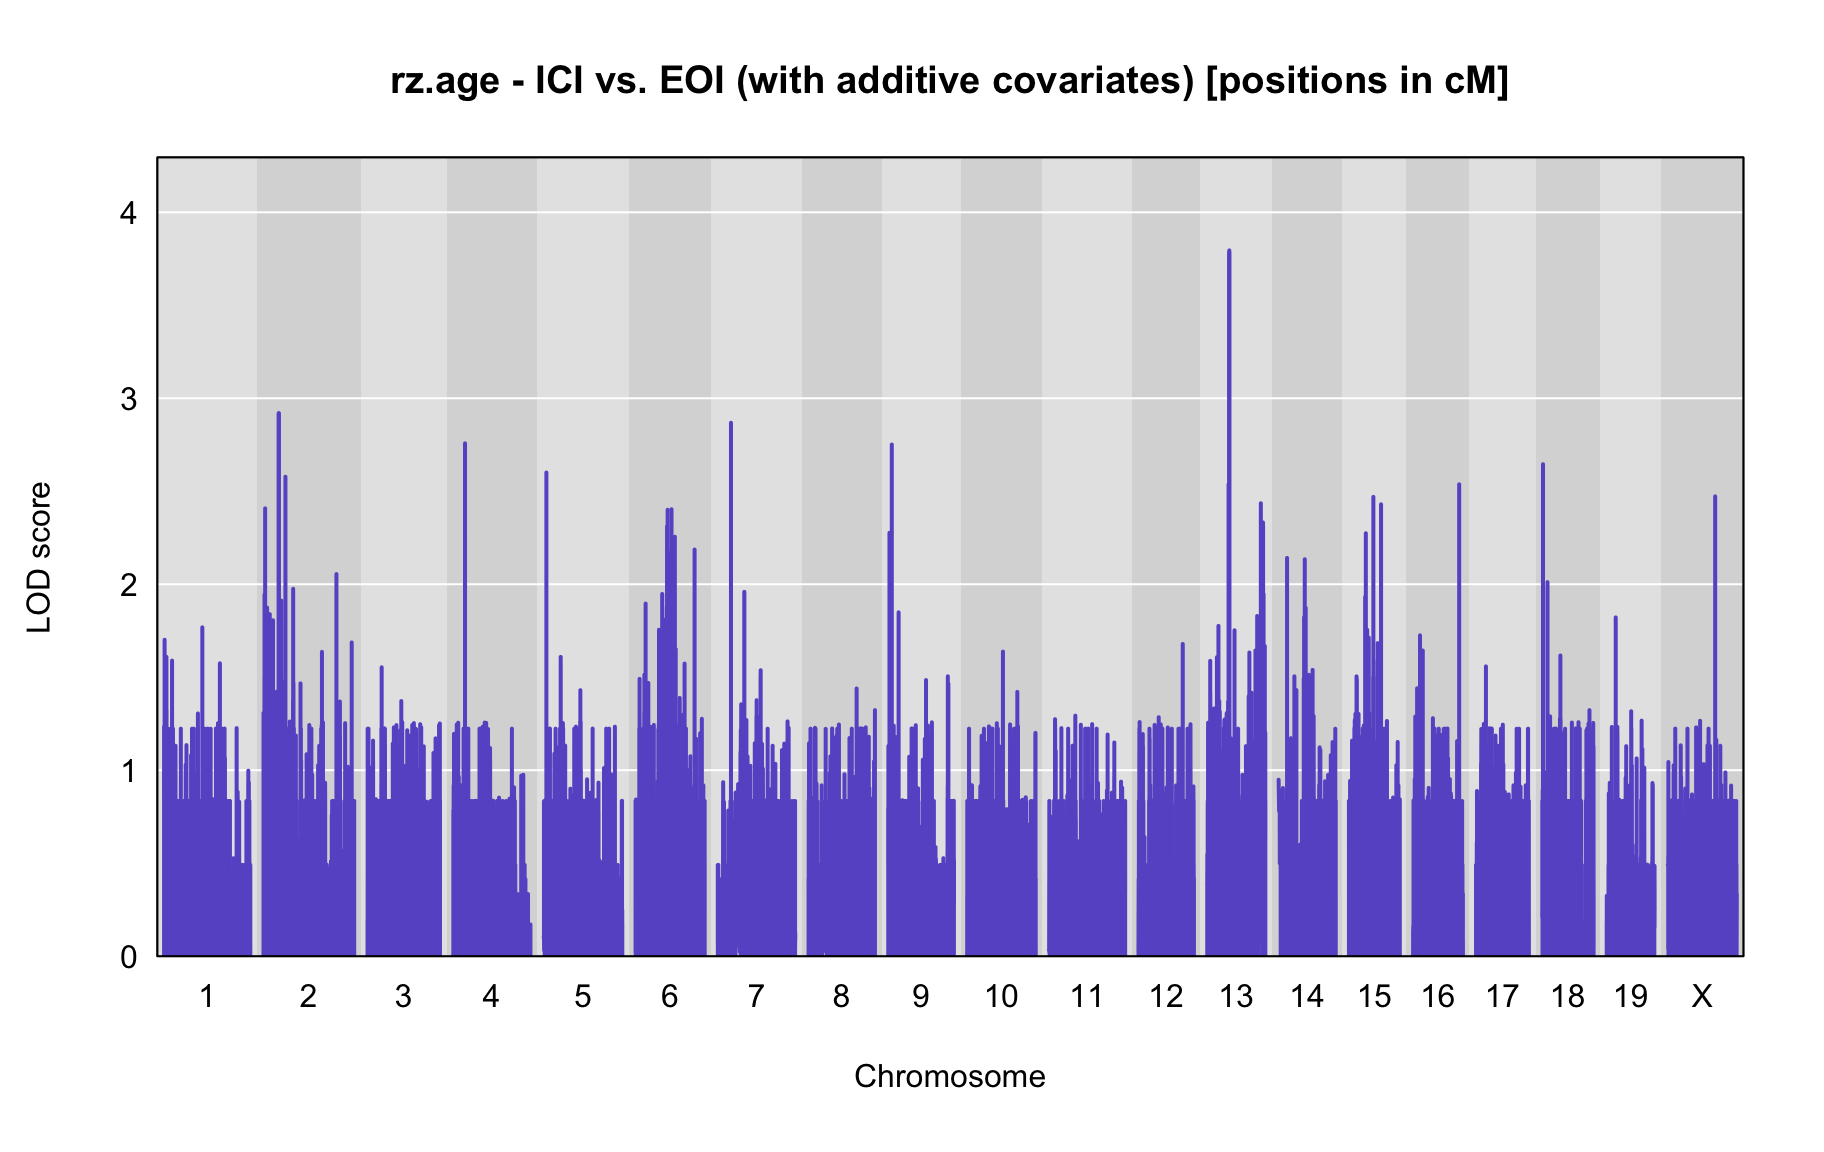 rz.age - ICI vs. EOI (with additive covariates) [positions in cM]
4
3
2
1
0
LOD score
1 2 3 4 5 6 7 8 9 10 11 12 13 14 15 16 17 18 19 X
Chromosome